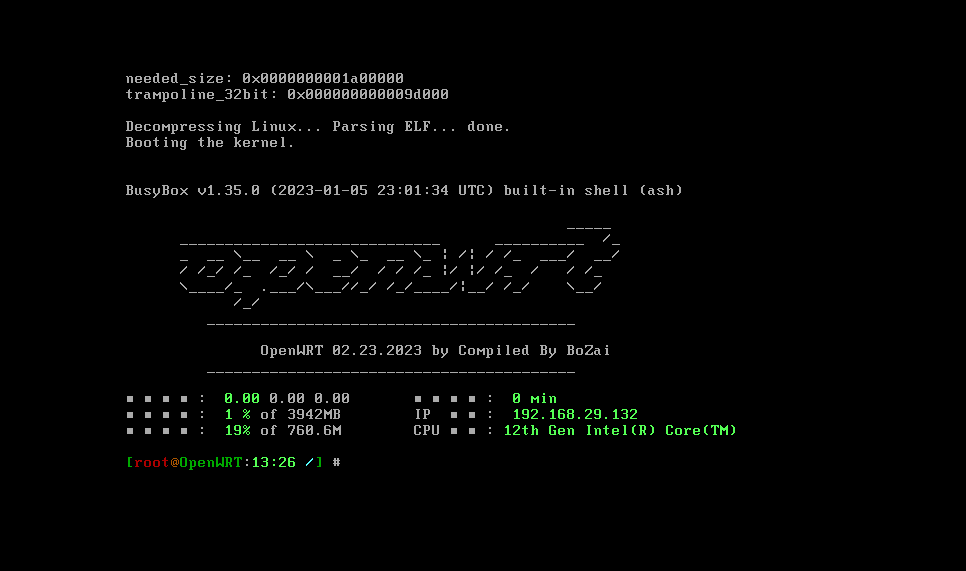 needed_size: 0x0000000001a00000
trampoline_32bit: 0x000000000009d000
Decompressing Linux... Parsing ELF... done.
Booting the kernel.
BusyBox v1.35.0 (2023-01-05 23:01:34 UTC) built-in shell (ash)
openwrt
OpenWRT 02.23.2023 by Compiled By BoZai
■ ■ ■ ■ : 0.00 0.00 0.00 ■ ■ ■ ■ : 0 min
■ ■ ■ ■ : 1 % of 3942MB IP ■ ■ : 192.168.29.132
■ ■ ■ ■ : 19% of 760.6M CPU ■ ■ : 12th Gen Intel(R) Core(TM)
[root@OpenWRT:13:26 /] #